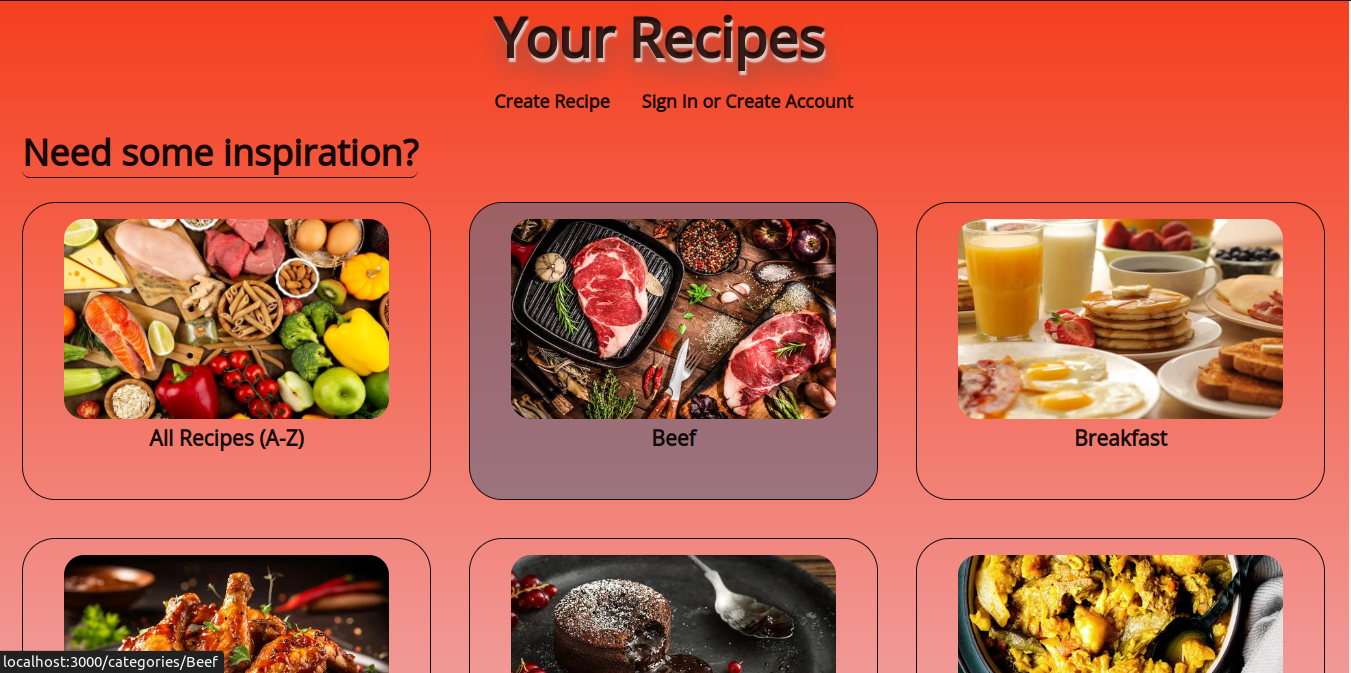 Your Recipes
Create Recipe Sign In or Create Account
Need some inspiration?
All Recipes (A-Z) Beef Breakfast
localhost:3000/categories/Beef